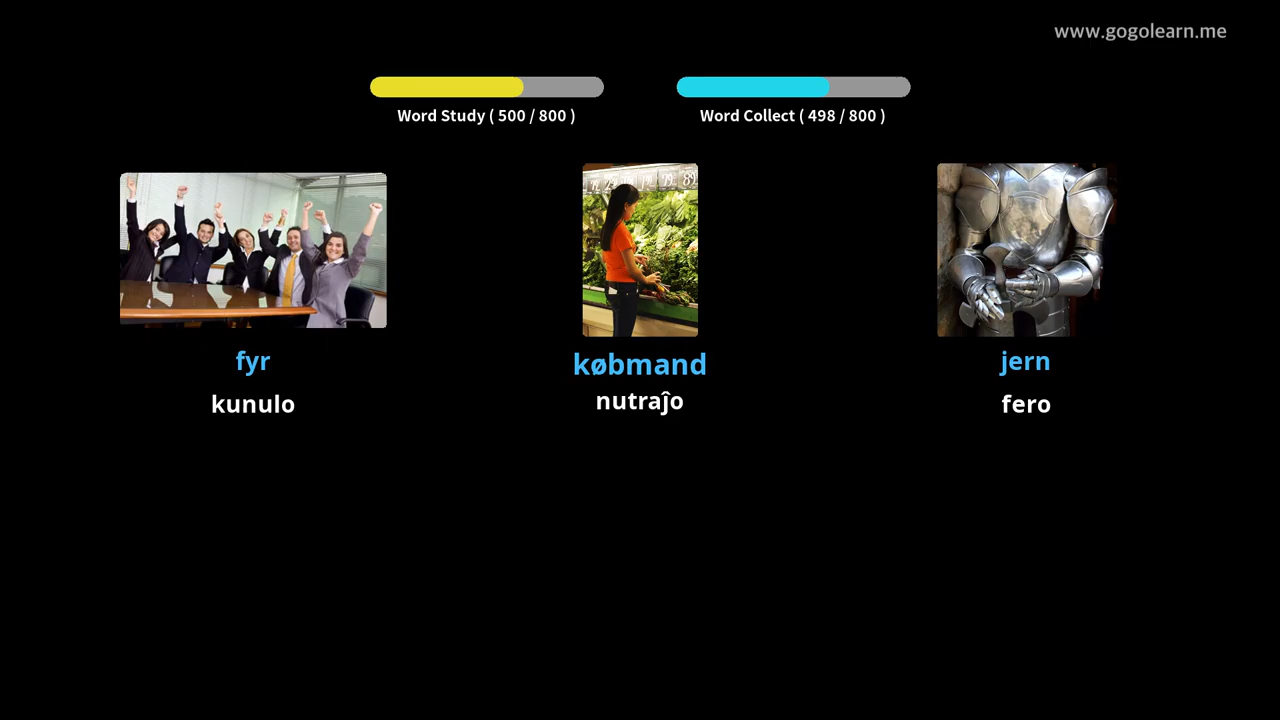 www.gogolearn.me
Word Study ( 500 / 800 )
Word Collect ( 498 / 800 )
fyr
købmand
jern
kunulo
nutraĵo
fero